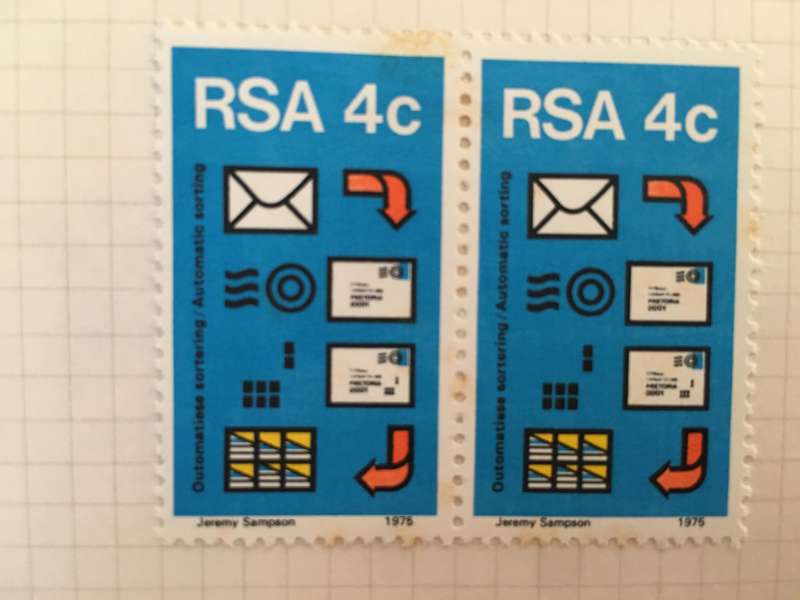 RSA 4c
Outomatiese sortering / Automatic sorting
PRETORIA
0001
PRETORIA
0001
Jeremy Sampson 1975
RSA 4c
Outomatiese sortering / Automatic sorting
PRETORIA
0001
PRETORIA
0001
Jeremy Sampson 1975